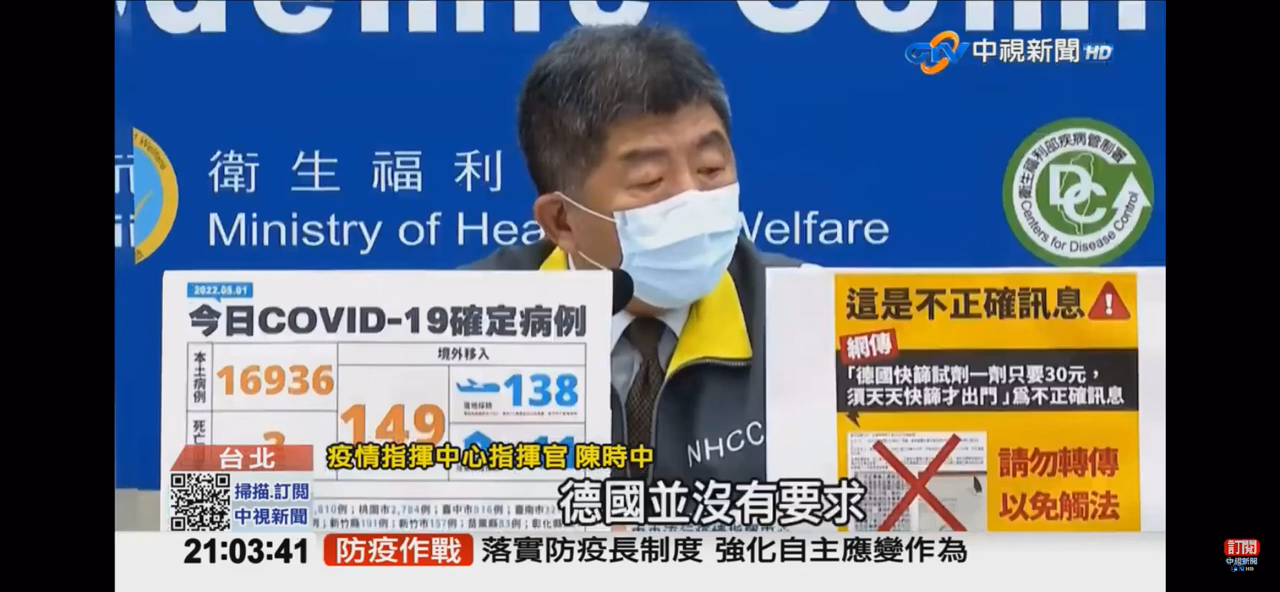 中視新聞HD
衛生福利
Ministry of Hea Welfare
衛生福利部疾病管制署
Centers for Disease Control
2022.05.01
今日COVID-19確定病例
本土病例
16936
境外移入
149
138
這是不正確訊息
網傳
「德國快篩試劑一劑只要30元，
須天天快篩才出門」為不正確訊息
請勿轉傳
以免觸法
NHCC
台北
疫情指揮中心指揮官 陳時中
掃描.訂閱
中視新聞
德國並沒有要求
21:03:41 防疫作戰 落實防疫長制度 強化自主應變作為
訂閱
中視新聞